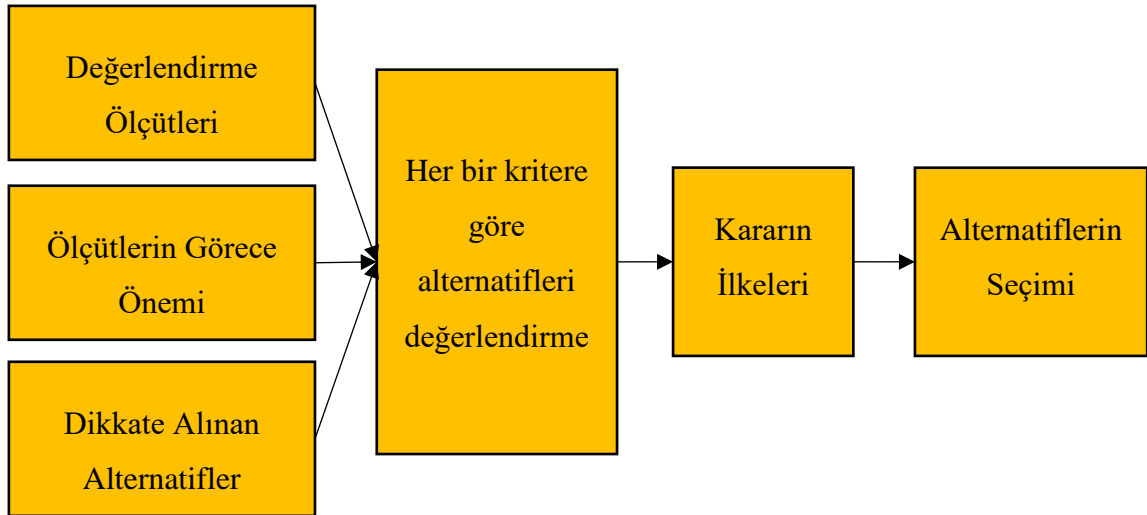 Değerlendirme
Ölçütleri
Ölçütlerin Görece
Önemi
Dikkate Alınan
Alternatifler
Her bir kritere
göre
alternatifleri
değerlendirme
Kararın
İlkeleri
Alternatiflerin
Seçimi